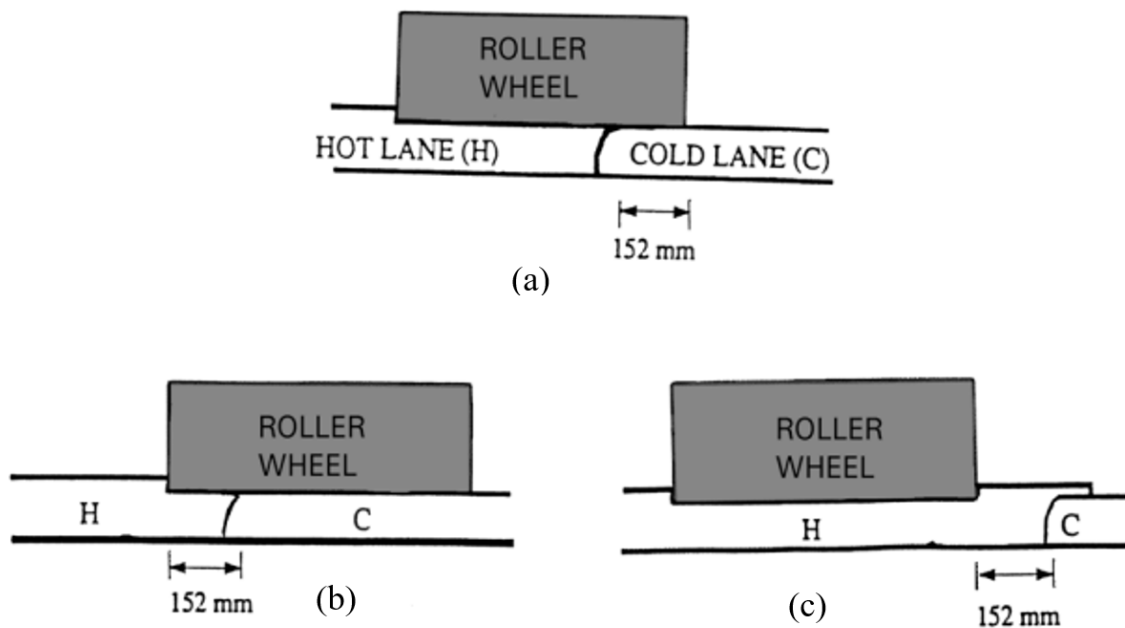 ROLLER
WHEEL
HOT LANE (H)
COLD LANE (C)
152 mm
(a)
ROLLER
WHEEL
H
C
152 mm
(b)
ROLLER
WHEEL
H
C
152 mm
(c)